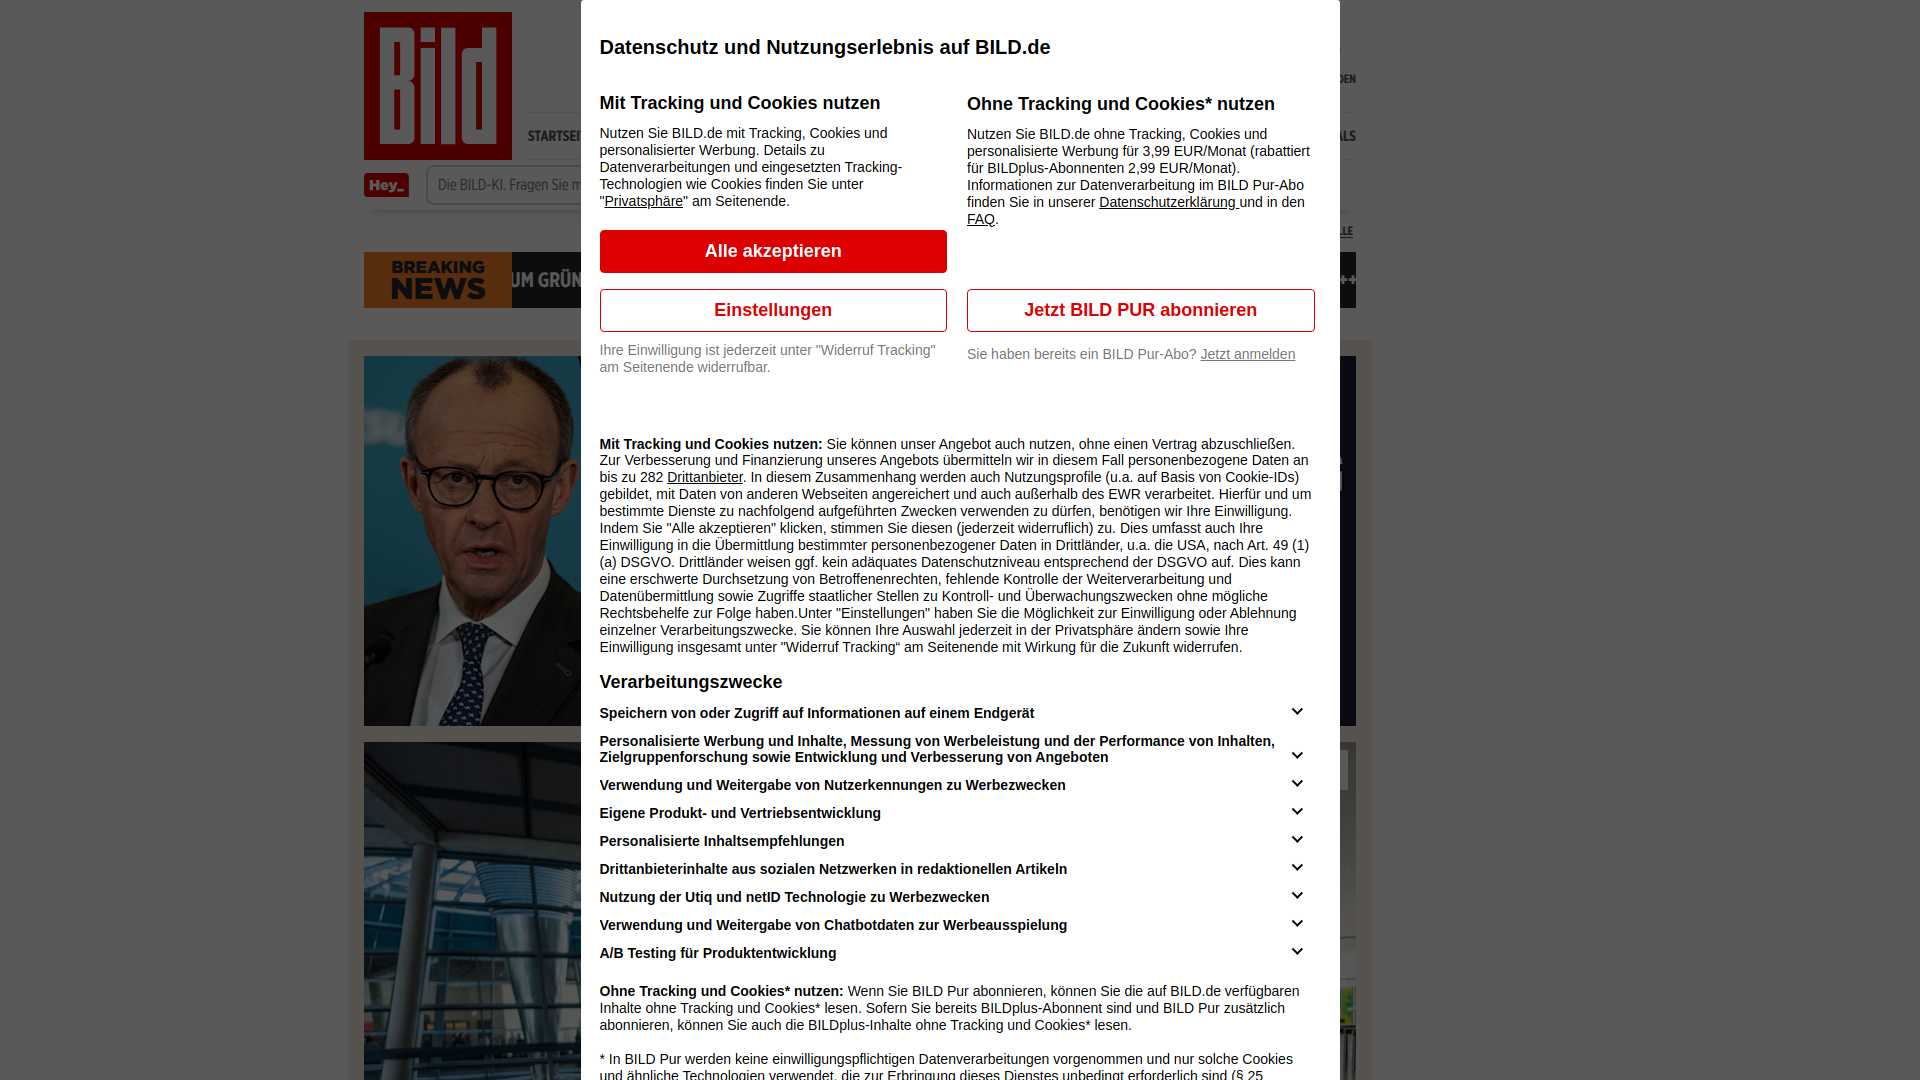 Bild
STARTSEI
Hey_
Die BILD-KI. Fragen Sie m
BREAKING
NEWS
UM GRÜN
Datenschutz und Nutzungserlebnis auf BILD.de
Mit Tracking und Cookies nutzen
Nutzen Sie BILD.de mit Tracking, Cookies und
personalisierter Werbung. Details zu
Datenverarbeitungen und eingesetzten Tracking-
Technologien wie Cookies finden Sie unter
"Privatsphäre" am Seitenende.
Alle akzeptieren
Einstellungen
Ihre Einwilligung ist jederzeit unter "Widerruf Tracking"
am Seitenende widerrufbar.
Ohne Tracking und Cookies* nutzen
Nutzen Sie BILD.de ohne Tracking, Cookies und
personalisierte Werbung für 3,99 EUR/Monat (rabattiert
für BILDplus-Abonnenten 2,99 EUR/Monat).
Informationen zur Datenverarbeitung im BILD Pur-Abo
finden Sie in unserer Datenschutzerklärung und in den
FAQ.
Jetzt BILD PUR abonnieren
Sie haben bereits ein BILD Pur-Abo? Jetzt anmelden
Mit Tracking und Cookies nutzen: Sie können unser Angebot auch nutzen, ohne einen Vertrag abzuschließen.
Zur Verbesserung und Finanzierung unseres Angebots übermitteln wir in diesem Fall personenbezogene Daten an
bis zu 282 Drittanbieter. In diesem Zusammenhang werden auch Nutzungsprofile (u.a. auf Basis von Cookie-IDs)
gebildet, mit Daten von anderen Webseiten angereichert und auch außerhalb des EWR verarbeitet. Hierfür und um
bestimmte Dienste zu nachfolgend aufgeführten Zwecken verwenden zu dürfen, benötigen wir Ihre Einwilligung.
Indem Sie "Alle akzeptieren" klicken, stimmen Sie diesen (jederzeit widerruflich) zu. Dies umfasst auch Ihre
Einwilligung in die Übermittlung bestimmter personenbezogener Daten in Drittländer, u.a. die USA, nach Art. 49 (1)
(a) DSGVO. Drittländer weisen ggf. kein adäquates Datenschutzniveau entsprechend der DSGVO auf. Dies kann
eine erschwerte Durchsetzung von Betroffenenrechten, fehlende Kontrolle der Weiterverarbeitung und
Datenübermittlung sowie Zugriffe staatlicher Stellen zu Kontroll- und Überwachungszwecken ohne mögliche
Rechtsbehelfe zur Folge haben.Unter "Einstellungen" haben Sie die Möglichkeit zur Einwilligung oder Ablehnung
einzelner Verarbeitungszwecke. Sie können Ihre Auswahl jederzeit in der Privatsphäre ändern sowie Ihre
Einwilligung insgesamt unter "Widerruf Tracking“ am Seitenende mit Wirkung für die Zukunft widerrufen.
Verarbeitungszwecke
Speichern von oder Zugriff auf Informationen auf einem Endgerät
Personalisierte Werbung und Inhalte, Messung von Werbeleistung und der Performance von Inhalten,
Zielgruppenforschung sowie Entwicklung und Verbesserung von Angeboten
Verwendung und Weitergabe von Nutzerkennungen zu Werbezwecken
Eigene Produkt- und Vertriebsentwicklung
Personalisierte Inhaltsempfehlungen
Drittanbieterinhalte aus sozialen Netzwerken in redaktionellen Artikeln
Nutzung der Utiq und netID Technologie zu Werbezwecken
Verwendung und Weitergabe von Chatbotdaten zur Werbeausspielung
A/B Testing für Produktentwicklung
Ohne Tracking und Cookies* nutzen: Wenn Sie BILD Pur abonnieren, können Sie die auf BILD.de verfügbaren
Inhalte ohne Tracking und Cookies* lesen. Sofern Sie bereits BILDplus-Abonnent sind und BILD Pur zusätzlich
abonnieren, können Sie auch die BILDplus-Inhalte ohne Tracking und Cookies* lesen.
* In BILD Pur werden keine einwilligungspflichtigen Datenverarbeitungen vorgenommen und nur solche Cookies
und ähnliche Technologien verwendet, die zur Erbringung dieses Dienstes unbedingt erforderlich sind (§ 25
DEN
ALS
LLE
++